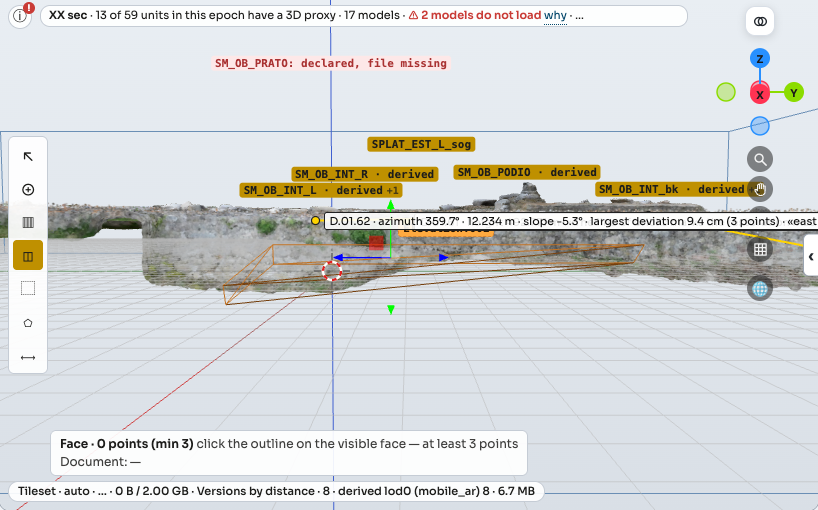 XX sec · 13 of 59 units in this epoch have a 3D proxy · 17 models · ⚠ 2 models do not load why · ...
SM_OB_PRATO: declared, file missing
Z
X
Y
SPLAT_EST_L_sog
SM_OB_INT_R · derived
SM_OB_PODIO · derived
SM_OB_INT_L · derived +1
SM_OB_INT_bk · derived
D.01.62 · azimuth 359.7° · 12.234 m · slope -5.3° · largest deviation 9.4 cm (3 points) · «east
Face · 0 points (min 3) click the outline on the visible face — at least 3 points
Document: —
Tileset · auto · ... · 0 B / 2.00 GB · Versions by distance · 8 · derived lod0 (mobile_ar) 8 · 6.7 MB